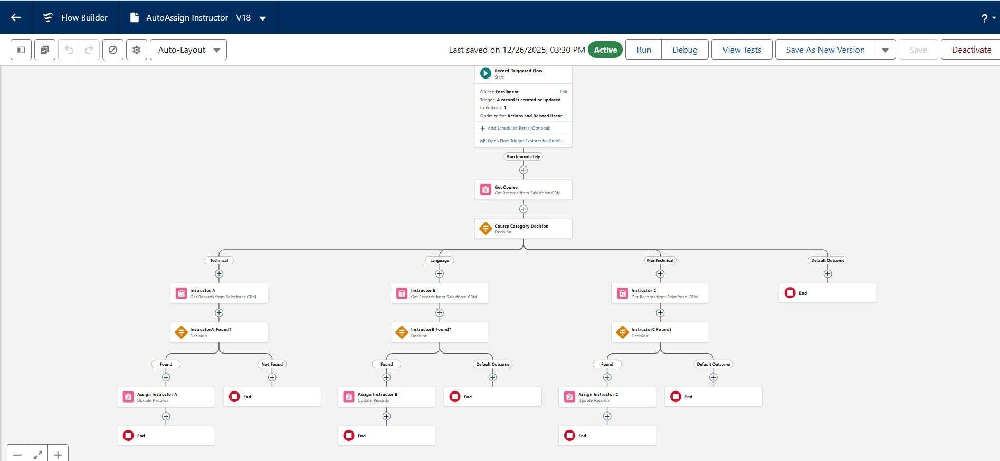 Flow Builder
AutoAssign Instructor - V18
?
Auto-Layout
Last saved on 12/26/2025, 03:30 PM
Active
Run
Debug
View Tests
Save As New Version
Save
Deactivate
Record-Triggered Flow
Start
Object: Enrollment
Edit
Trigger: A record is created or updated
Conditions: 1
Optimize for: Actions and Related Recor...
Add Scheduled Paths (Optional)
Open Flow Trigger Explorer for Enroll...
Run Immediately
Get Course
Get Records from Salesforce CRM
Course Category Decision
Decision
Technical
Language
NonTechnical
Default Outcome
Instructor A
Get Records from Salesforce CRM
Instructor B
Get Records from Salesforce CRM
Instructor C
Get Records from Salesforce CRM
End
InstructorA Found?
Decision
InstructorB Found?
Decision
InstructorC Found?
Decision
Found
Not Found
Found
Default Outcome
Found
Default Outcome
Assign Instructor A
Update Records
End
Assign Instructor B
Update Records
End
Assign Instructor C
Update Records
End
End
End
End